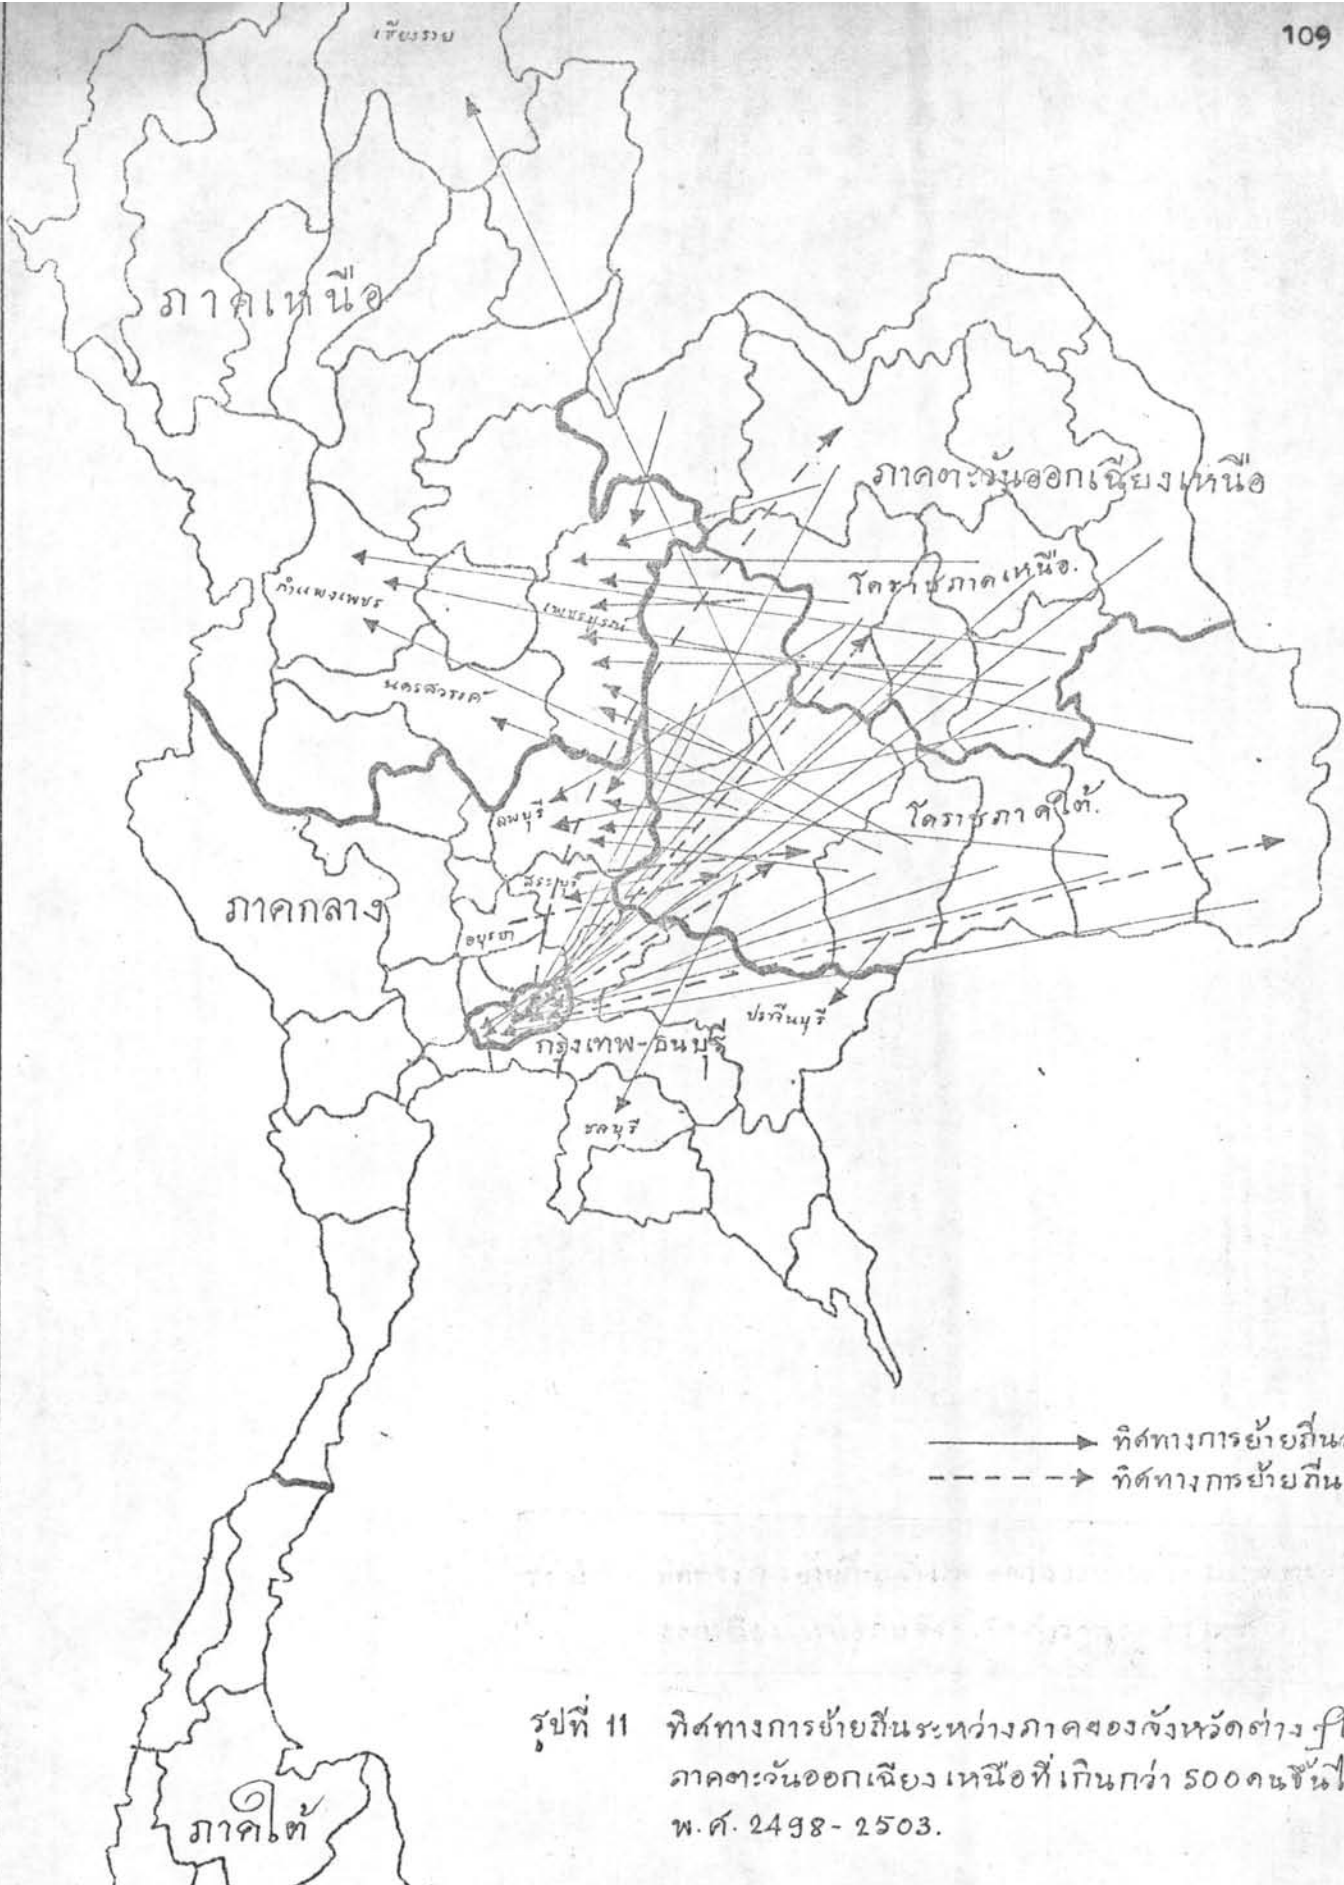 109
เชียงราย
ภาคเหนือ
ภาคตะวันออกเฉียงเหนือ
โคราชภาคเหนือ.
กำแพงเพชร
เพชรบูรณ์
นครสวรรค์
ลพบุรี
โคราชภาคใต้.
สระบุรี
ภาคกลาง
อยุธยา
ปราจีนบุรี
กรุงเทพ-ธนบุรี
ชลบุรี
ทิศทางการย้ายถิ่น
ทิศทางการย้ายถิ่น
รูปที่ 11 ทิศทางการย้ายถิ่นระหว่างภาคของจังหวัดต่าง
ภาคตะวันออกเฉียงเหนือที่เกินกว่า 500 คนขึ้นไ
พ.ศ. 2498-2503.
ภาคใต้